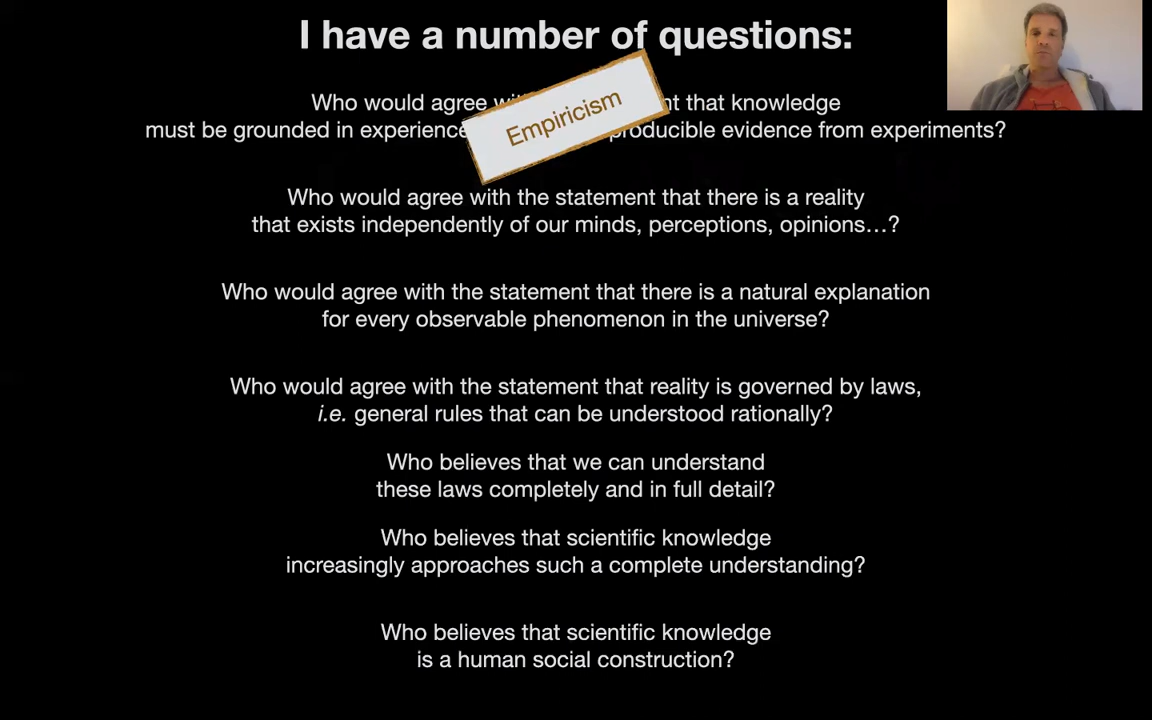 I have a number of questions:
Who would agree that knowledge
must be grounded in experience evidence from experiments?
Empiricism
Who would agree with the statement that there is a reality
that exists independently of our minds, perceptions, opinions…?
Who would agree with the statement that there is a natural explanation
for every observable phenomenon in the universe?
Who would agree with the statement that reality is governed by laws,
i.e. general rules that can be understood rationally?
Who believes that we can understand
these laws completely and in full detail?
Who believes that scientific knowledge
increasingly approaches such a complete understanding?
Who believes that scientific knowledge
is a human social construction?